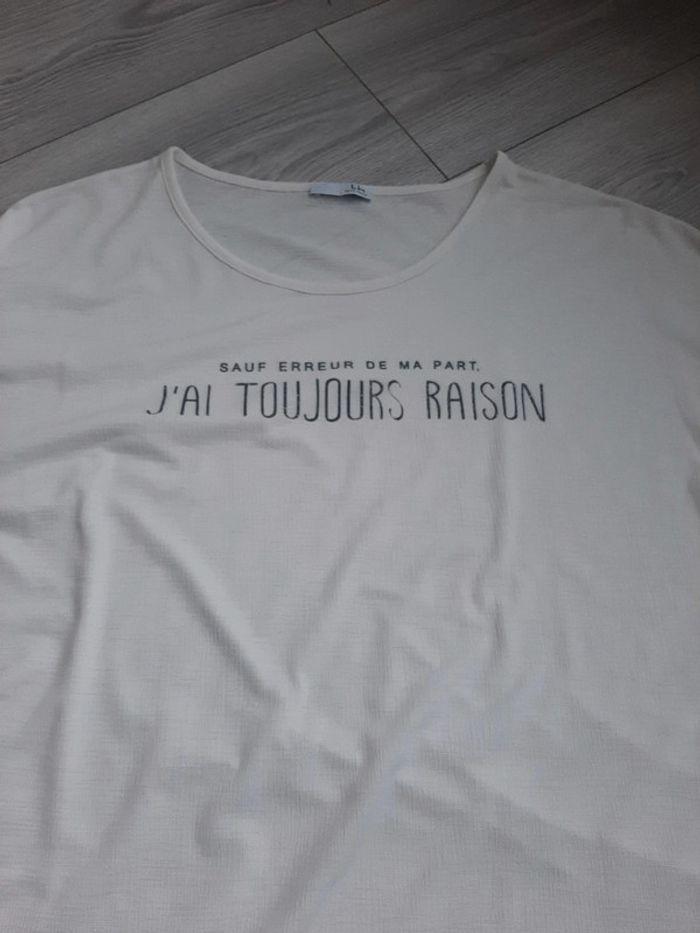 SAUF ERREUR DE MA PART,
J'AI TOUJOURS RAISON